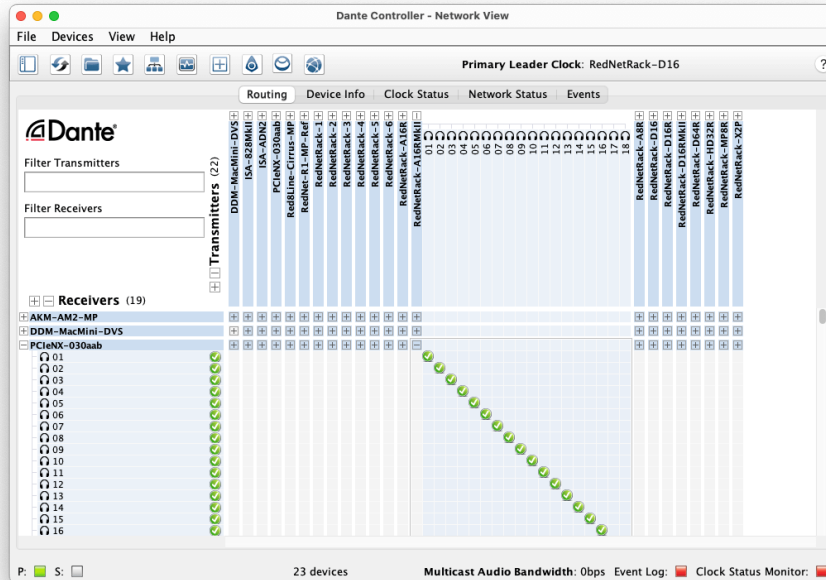 Dante Controller - Network View
File Devices View Help
Primary Leader Clock: RedNetRack-D16
?
Routing Device Info Clock Status Network Status Events
Dante
Filter Transmitters
Filter Receivers
Transmitters (22)
DDM-MacMini-DVS
ISA-828MkII
ISA-ADN2
PCIeNX-030aab
Red8Line-Cirrus-MP
RedNet-R1-MP-Ref
RedNetRack-1
RedNetRack-2
RedNetRack-3
RedNetRack-4
RedNetRack-5
RedNetRack-6
RedNetRack-A16R
RedNetRack-A16RMkII
01
02
03
04
05
06
07
08
09
10
11
12
13
14
15
16
17
18
RedNetRack-A8R
RedNetRack-D16
RedNetRack-D16R
RedNetRack-D16RMkII
RedNetRack-D64R
RedNetRack-HD32R
RedNetRack-MP8R
RedNetRack-X2P
Receivers (19)
AKM-AM2-MP
DDM-MacMini-DVS
PCIeNX-030aab
01
02
03
04
05
06
07
08
09
10
11
12
13
14
15
16
P: S: 23 devices Multicast Audio Bandwidth: 0bps Event Log: Clock Status Monitor: